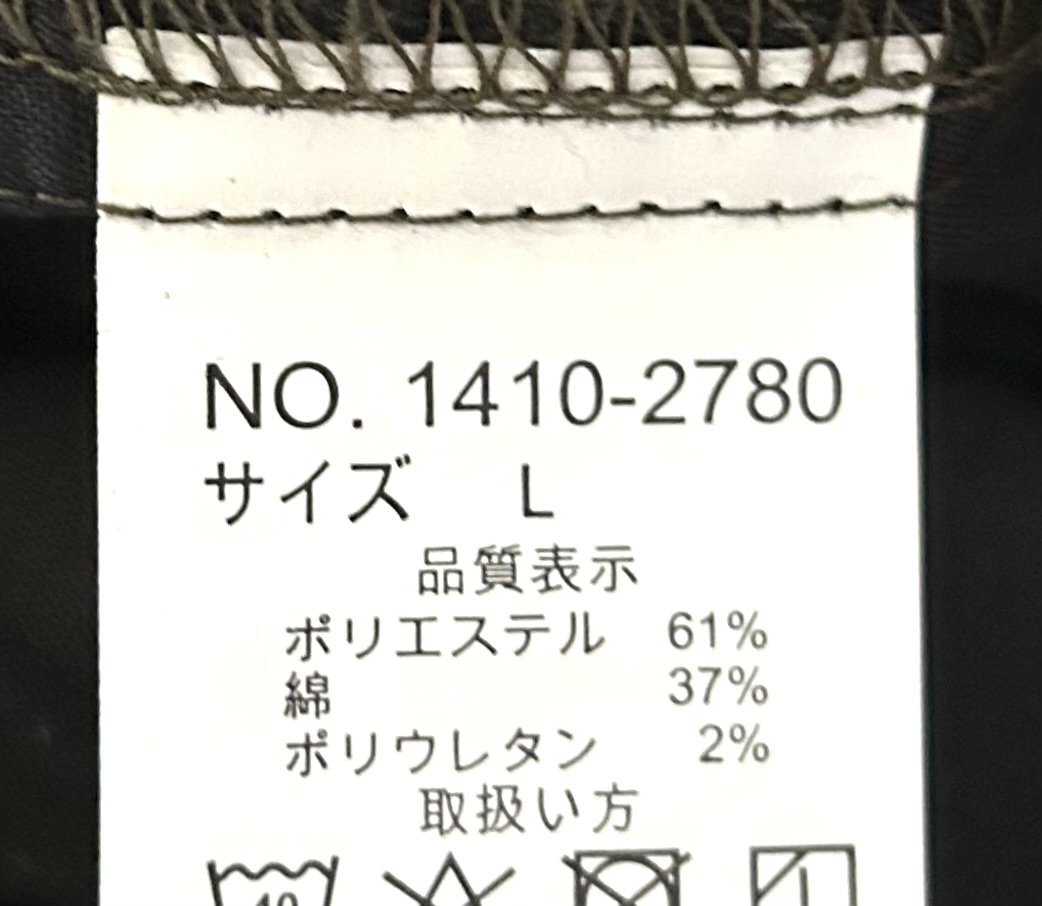 NO. 1410-2780
サイズ L
品質表示
ポリエステル 61%
綿 37%
ポリウレタン 2%
取扱い方